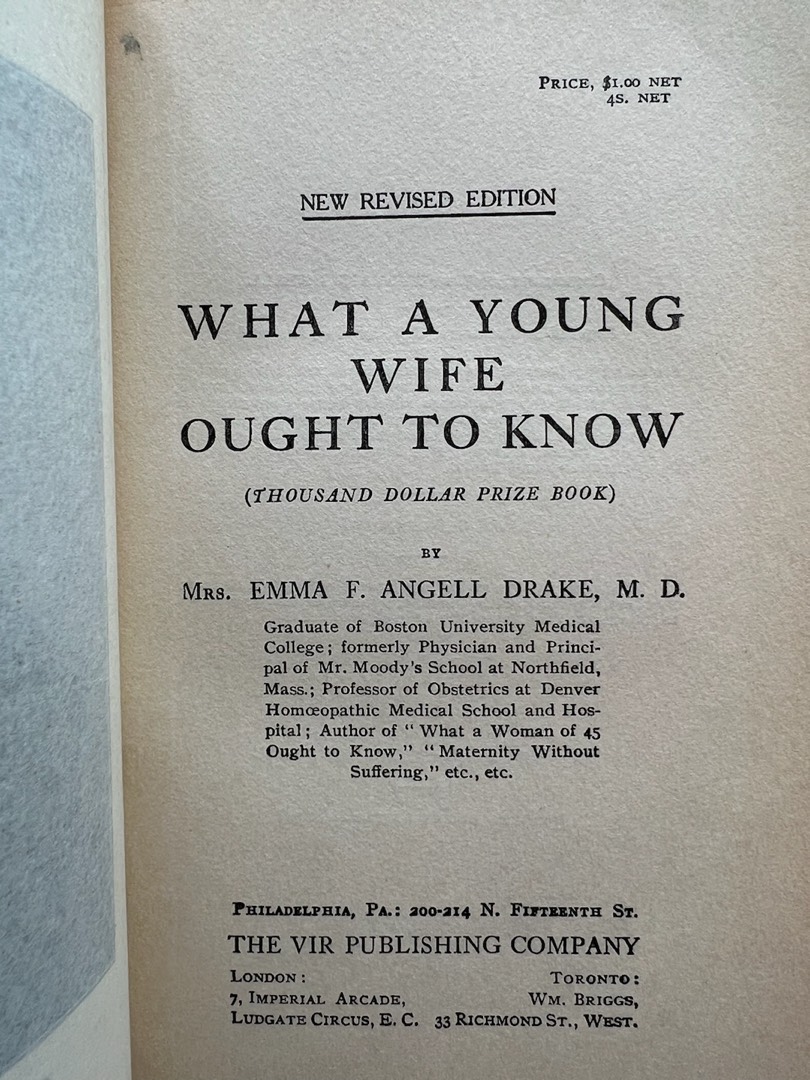 PRICE, $1.00 NET
4S. NET
NEW REVISED EDITION
WHAT A YOUNG
WIFE
OUGHT TO KNOW
(THOUSAND DOLLAR PRIZE BOOK)
BY
MRS. EMMA F. ANGELL DRAKE, M. D.
Graduate of Boston University Medical
College; formerly Physician and Princi-
pal of Mr. Moody's School at Northfield,
Mass.; Professor of Obstetrics at Denver
Homœopathic Medical School and Hos-
pital; Author of "What a Woman of 45
Ought to Know," "Maternity Without
Suffering," etc., etc.
PHILADELPHIA, PA.: 200-214 N. FIFTEENTH ST.
THE VIR PUBLISHING COMPANY
LONDON: TORONTO:
7, IMPERIAL ARCADE, WM. BRIGGS,
LUDGATE CIRCUS, E. C. 33 RICHMOND ST., WEST.